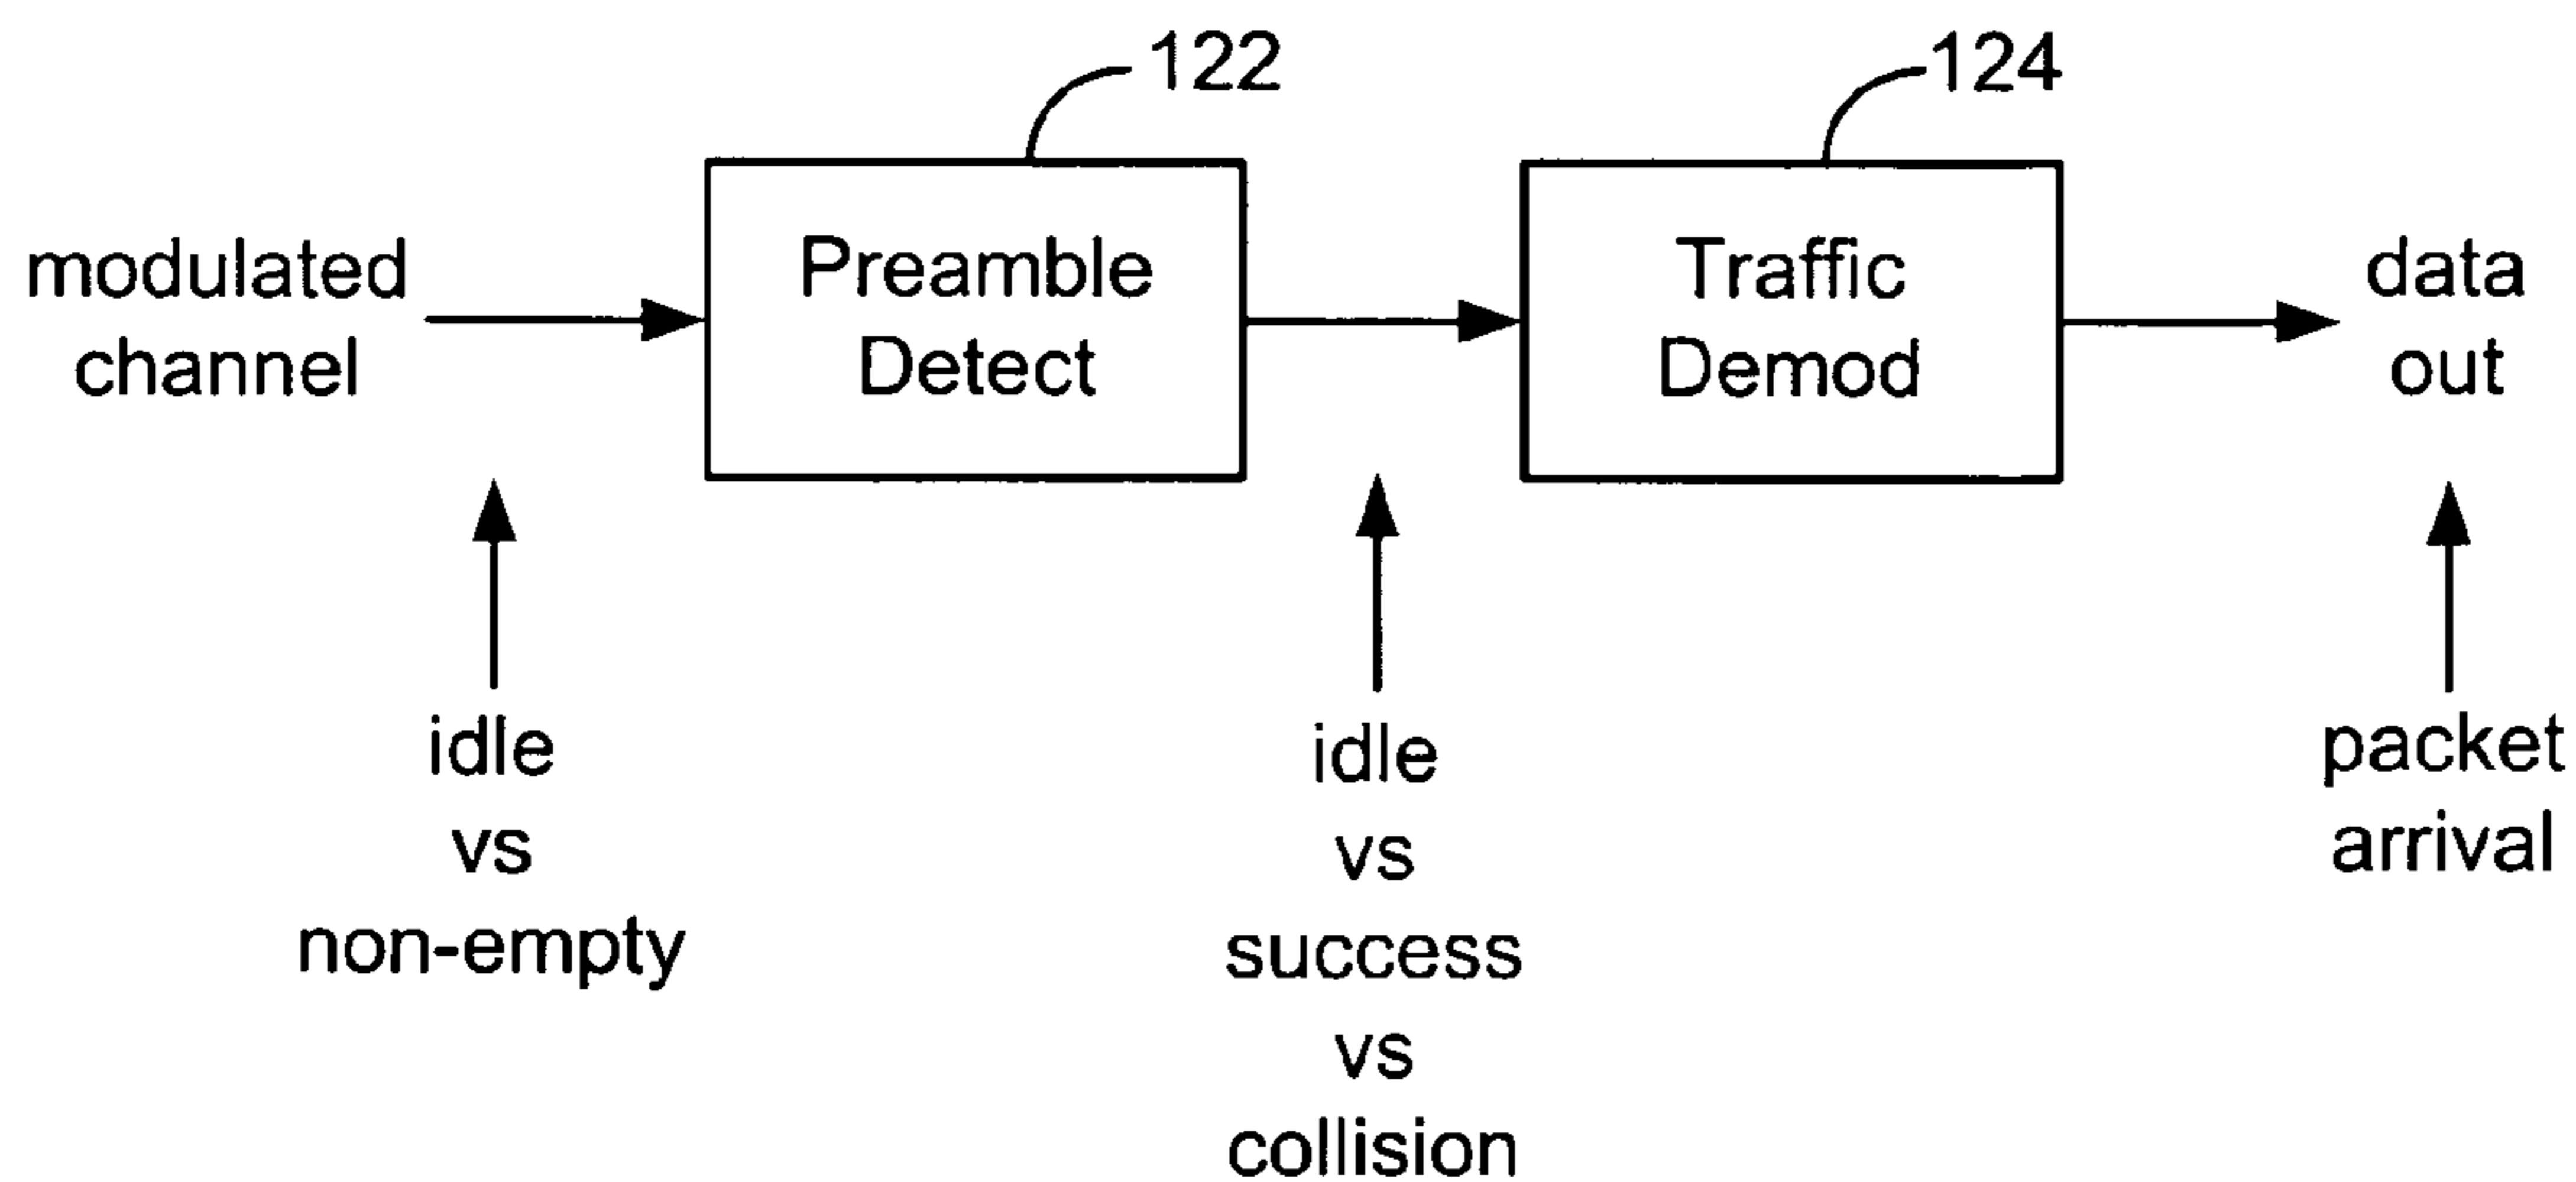 122
124
modulated
channel
Preamble
Detect
Traffic
Demod
data
out
idle
vs
non-empty
idle
vs
success
vs
collision
packet
arrival